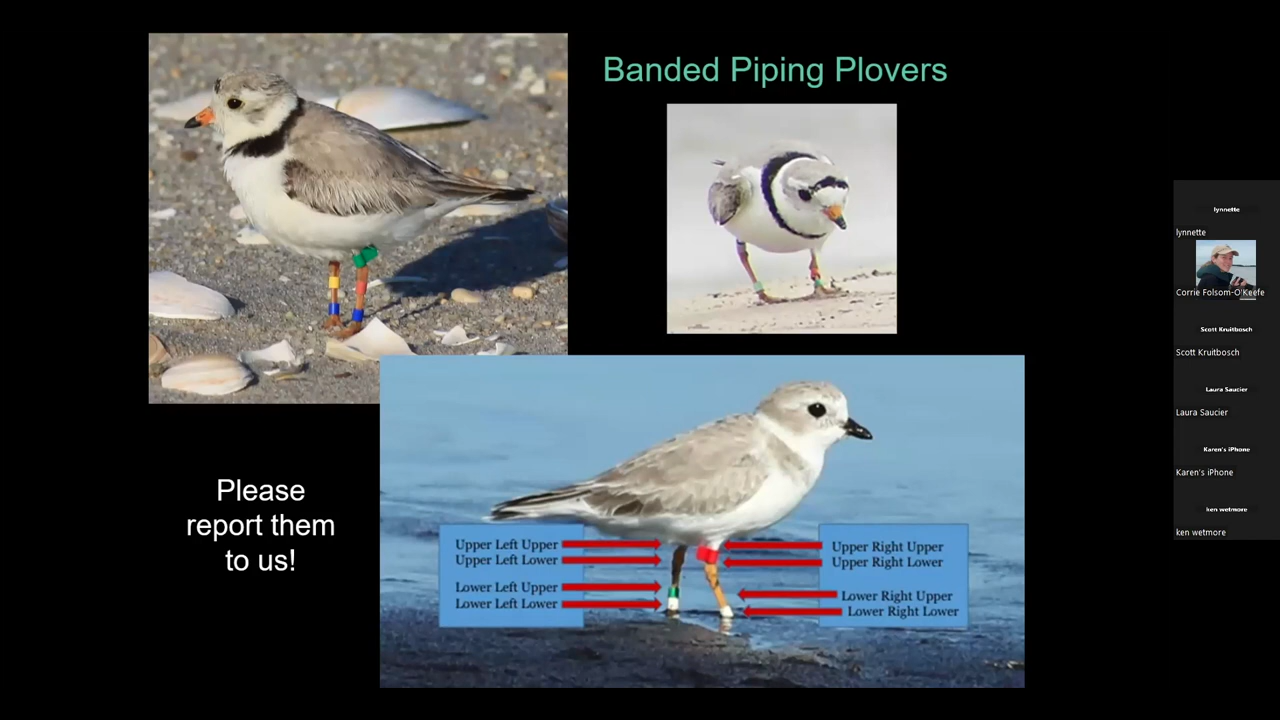 Banded Piping Plovers
Please
report them
to us!
Upper Left Upper
Upper Left Lower
Lower Left Upper
Lower Left Lower
Upper Right Upper
Upper Right Lower
Lower Right Upper
Lower Right Lower
lynnette
lynnette
Corrie Folsom-O'Keefe
Scott Kruitbosch
Scott Kruitbosch
Laura Saucier
Laura Saucier
Karen's iPhone
Karen's iPhone
ken wetmore
ken wetmore